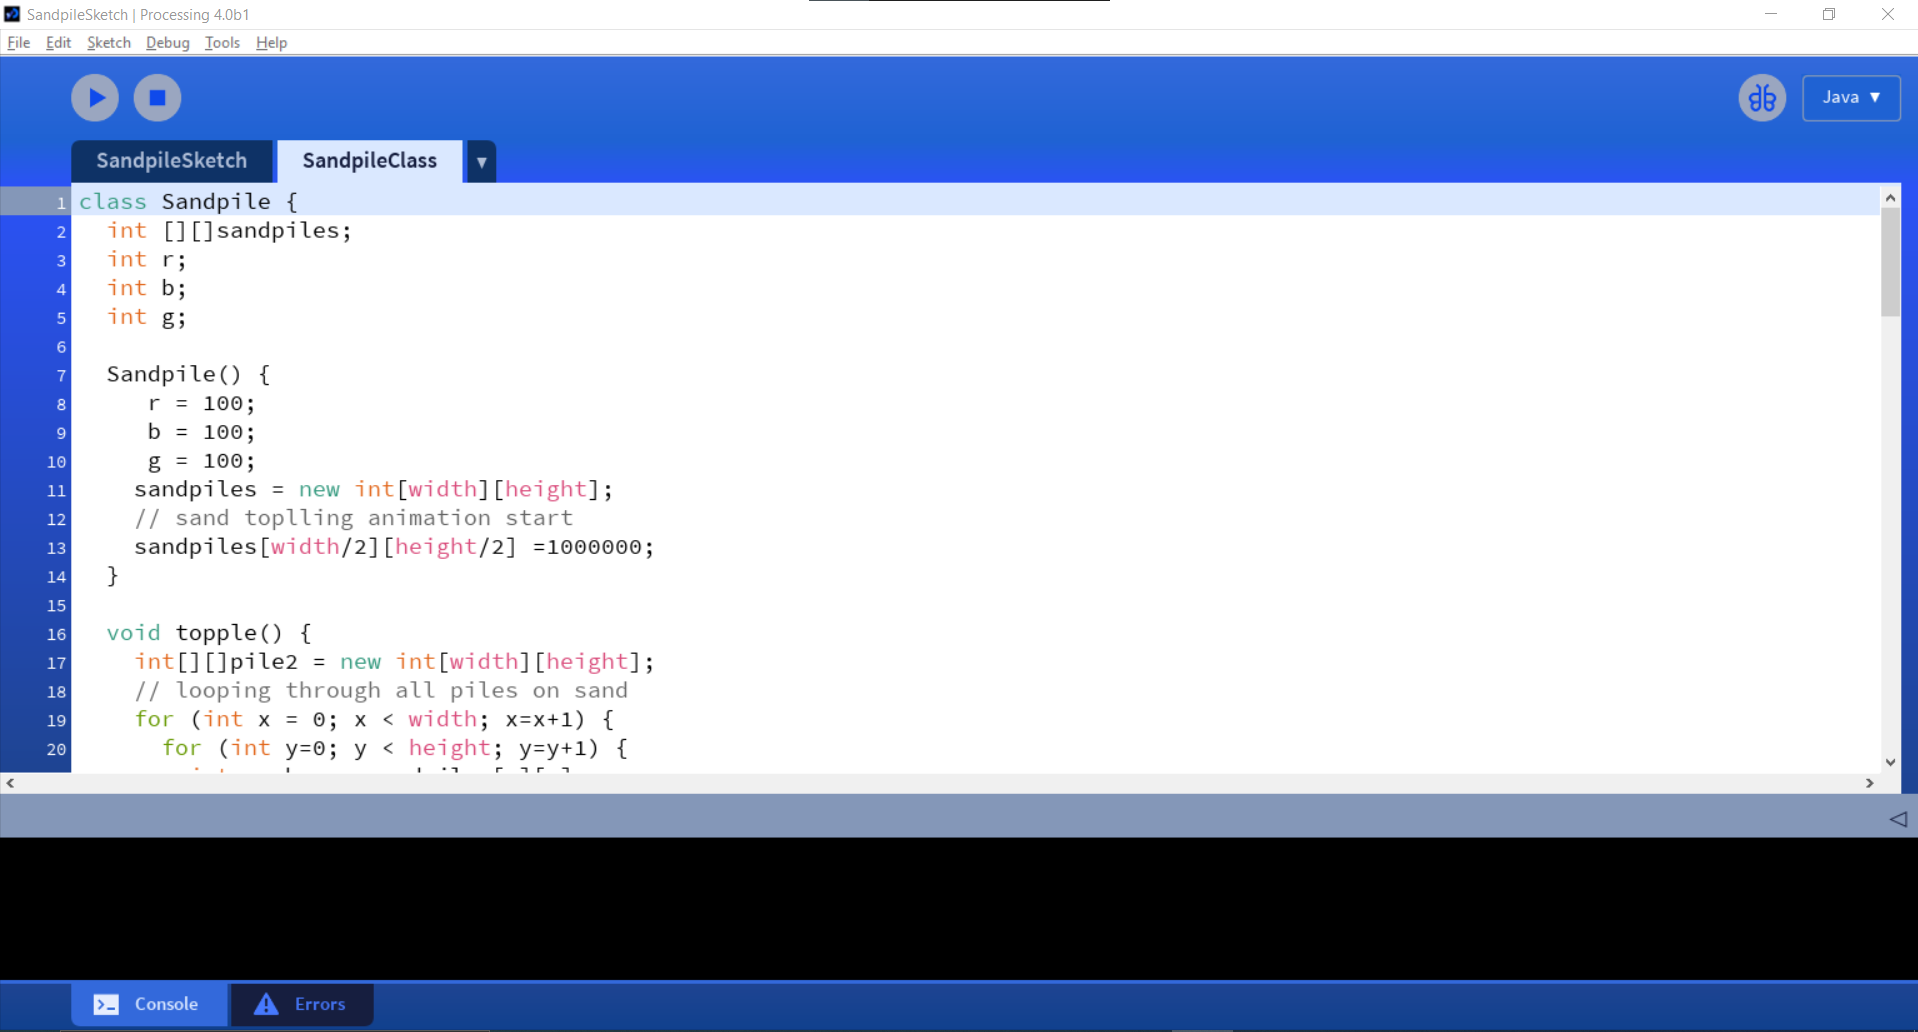 SandpileSketch | Processing 4.0b1
File Edit Sketch Debug Tools Help
Java ▼
SandpileSketch SandpileClass ▼
1 class Sandpile {
2   int [][]sandpiles;
3   int r;
4   int b;
5   int g;
6
7   Sandpile() {
8      r = 100;
9      b = 100;
10      g = 100;
11     sandpiles = new int[width][height];
12     // sand toplling animation start
13     sandpiles[width/2][height/2] =1000000;
14   }
15
16   void topple() {
17     int[][]pile2 = new int[width][height];
18     // looping through all piles on sand
19     for (int x = 0; x < width; x=x+1) {
20       for (int y=0; y < height; y=y+1) {
Console Errors